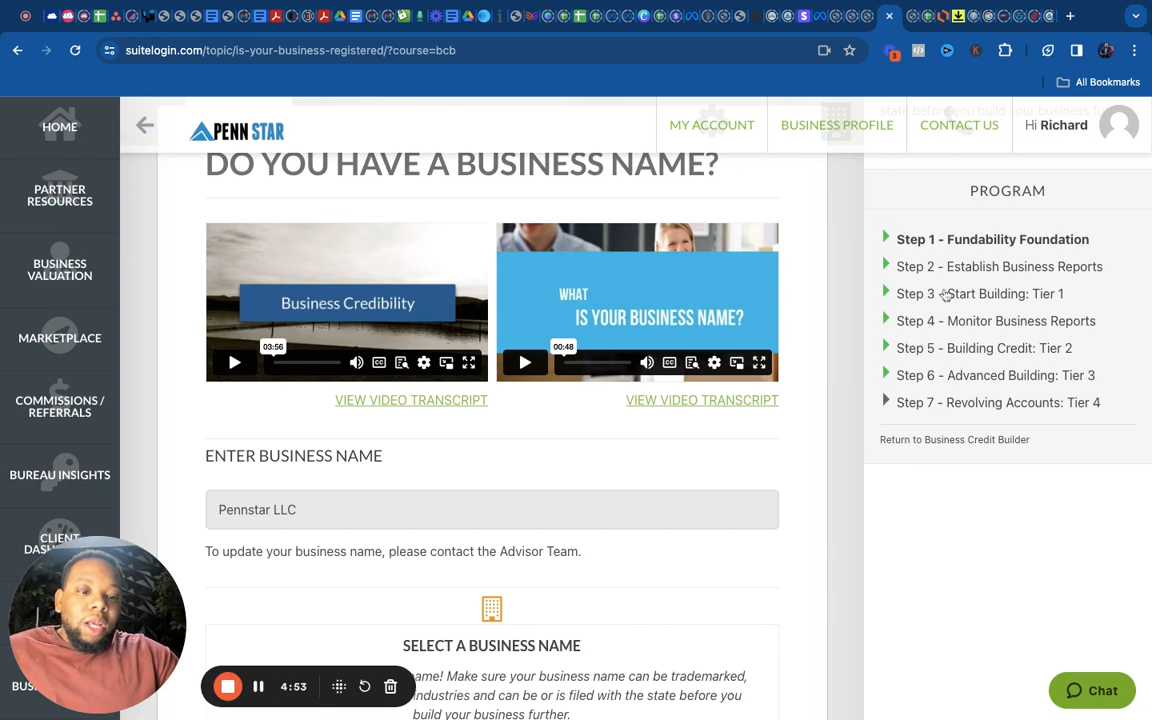 suitelogin.com/topic/is-your-business-registered/?course=bcb
3
All Bookmarks
HOME
PARTNER
RESOURCES
BUSINESS
VALUATION
MARKETPLACE
COMMISSIONS /
REFERRALS
BUREAU INSIGHTS
CLIENT
PENN STAR
MY ACCOUNT
BUSINESS PROFILE
CONTACT US
Hi Richard
DO YOU HAVE A BUSINESS NAME?
Business Credibility
03:56
CC
VIEW VIDEO TRANSCRIPT
WHAT
IS YOUR BUSINESS NAME?
00:48
CC
VIEW VIDEO TRANSCRIPT
ENTER BUSINESS NAME
Pennstar LLC
To update your business name, please contact the Advisor Team.
SELECT A BUSINESS NAME
name! Make sure your business name can be trademarked,
industries and can be or is filed with the state before you
build your business further.
4:53
PROGRAM
Step 1 - Fundability Foundation
Step 2 - Establish Business Reports
Step 3 - Start Building: Tier 1
Step 4 - Monitor Business Reports
Step 5 - Building Credit: Tier 2
Step 6 - Advanced Building: Tier 3
Step 7 - Revolving Accounts: Tier 4
Return to Business Credit Builder
Chat